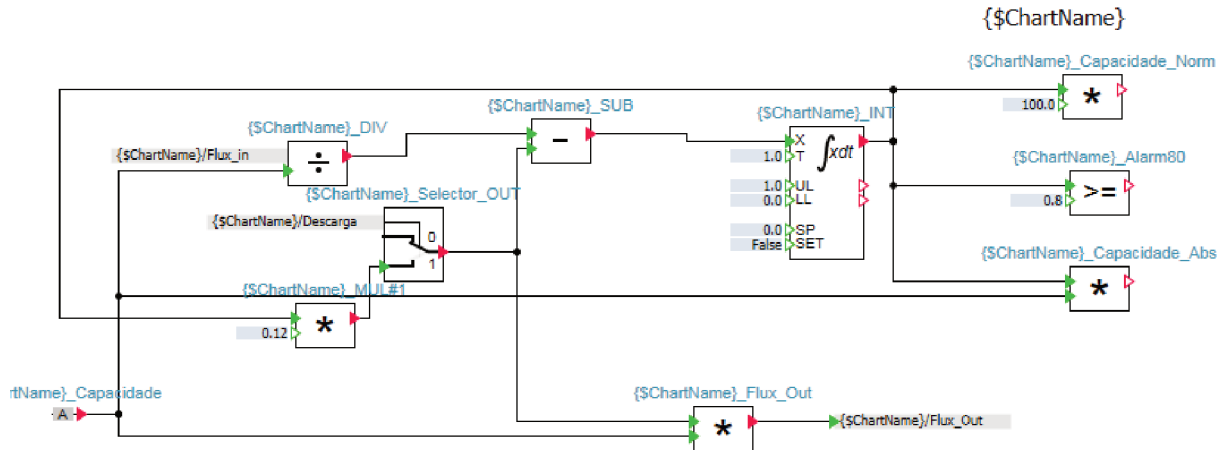 {$ChartName}
{$ChartName}_Capacidade_Norm
100.0
*
{$ChartName}_SUB
-
{$ChartName}_INT
X
1.0 T
∫xdt
1.0 UL
0.0 LL
0.0 SP
False SET
{$ChartName}_DIV
{$ChartName}/Flux_in
÷
{$ChartName}_Alarm80
0.8
>=
{$ChartName}_Selector_OUT
{$ChartName}/Descarga
0
1
{$ChartName}_Capacidade_Abs
*
{$ChartName}_MUL#1
0.12
*
rtName}_Capacidade
A
{$ChartName}_Flux_Out
*
{$ChartName}/Flux_Out